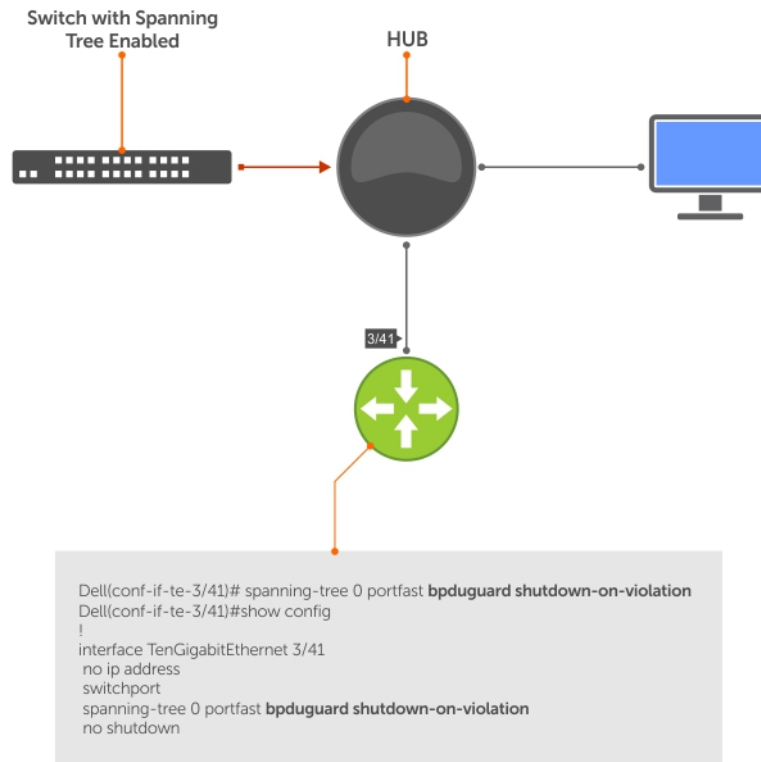 Switch with Spanning
Tree Enabled
HUB
3/41
Dell(conf-if-te-3/41)# spanning-tree 0 portfast bpduguard shutdown-on-violation
Dell(conf-if-te-3/41)#show config
!
interface TenGigabitEthernet 3/41
no ip address
switchport
spanning-tree 0 portfast bpduguard shutdown-on-violation
no shutdown